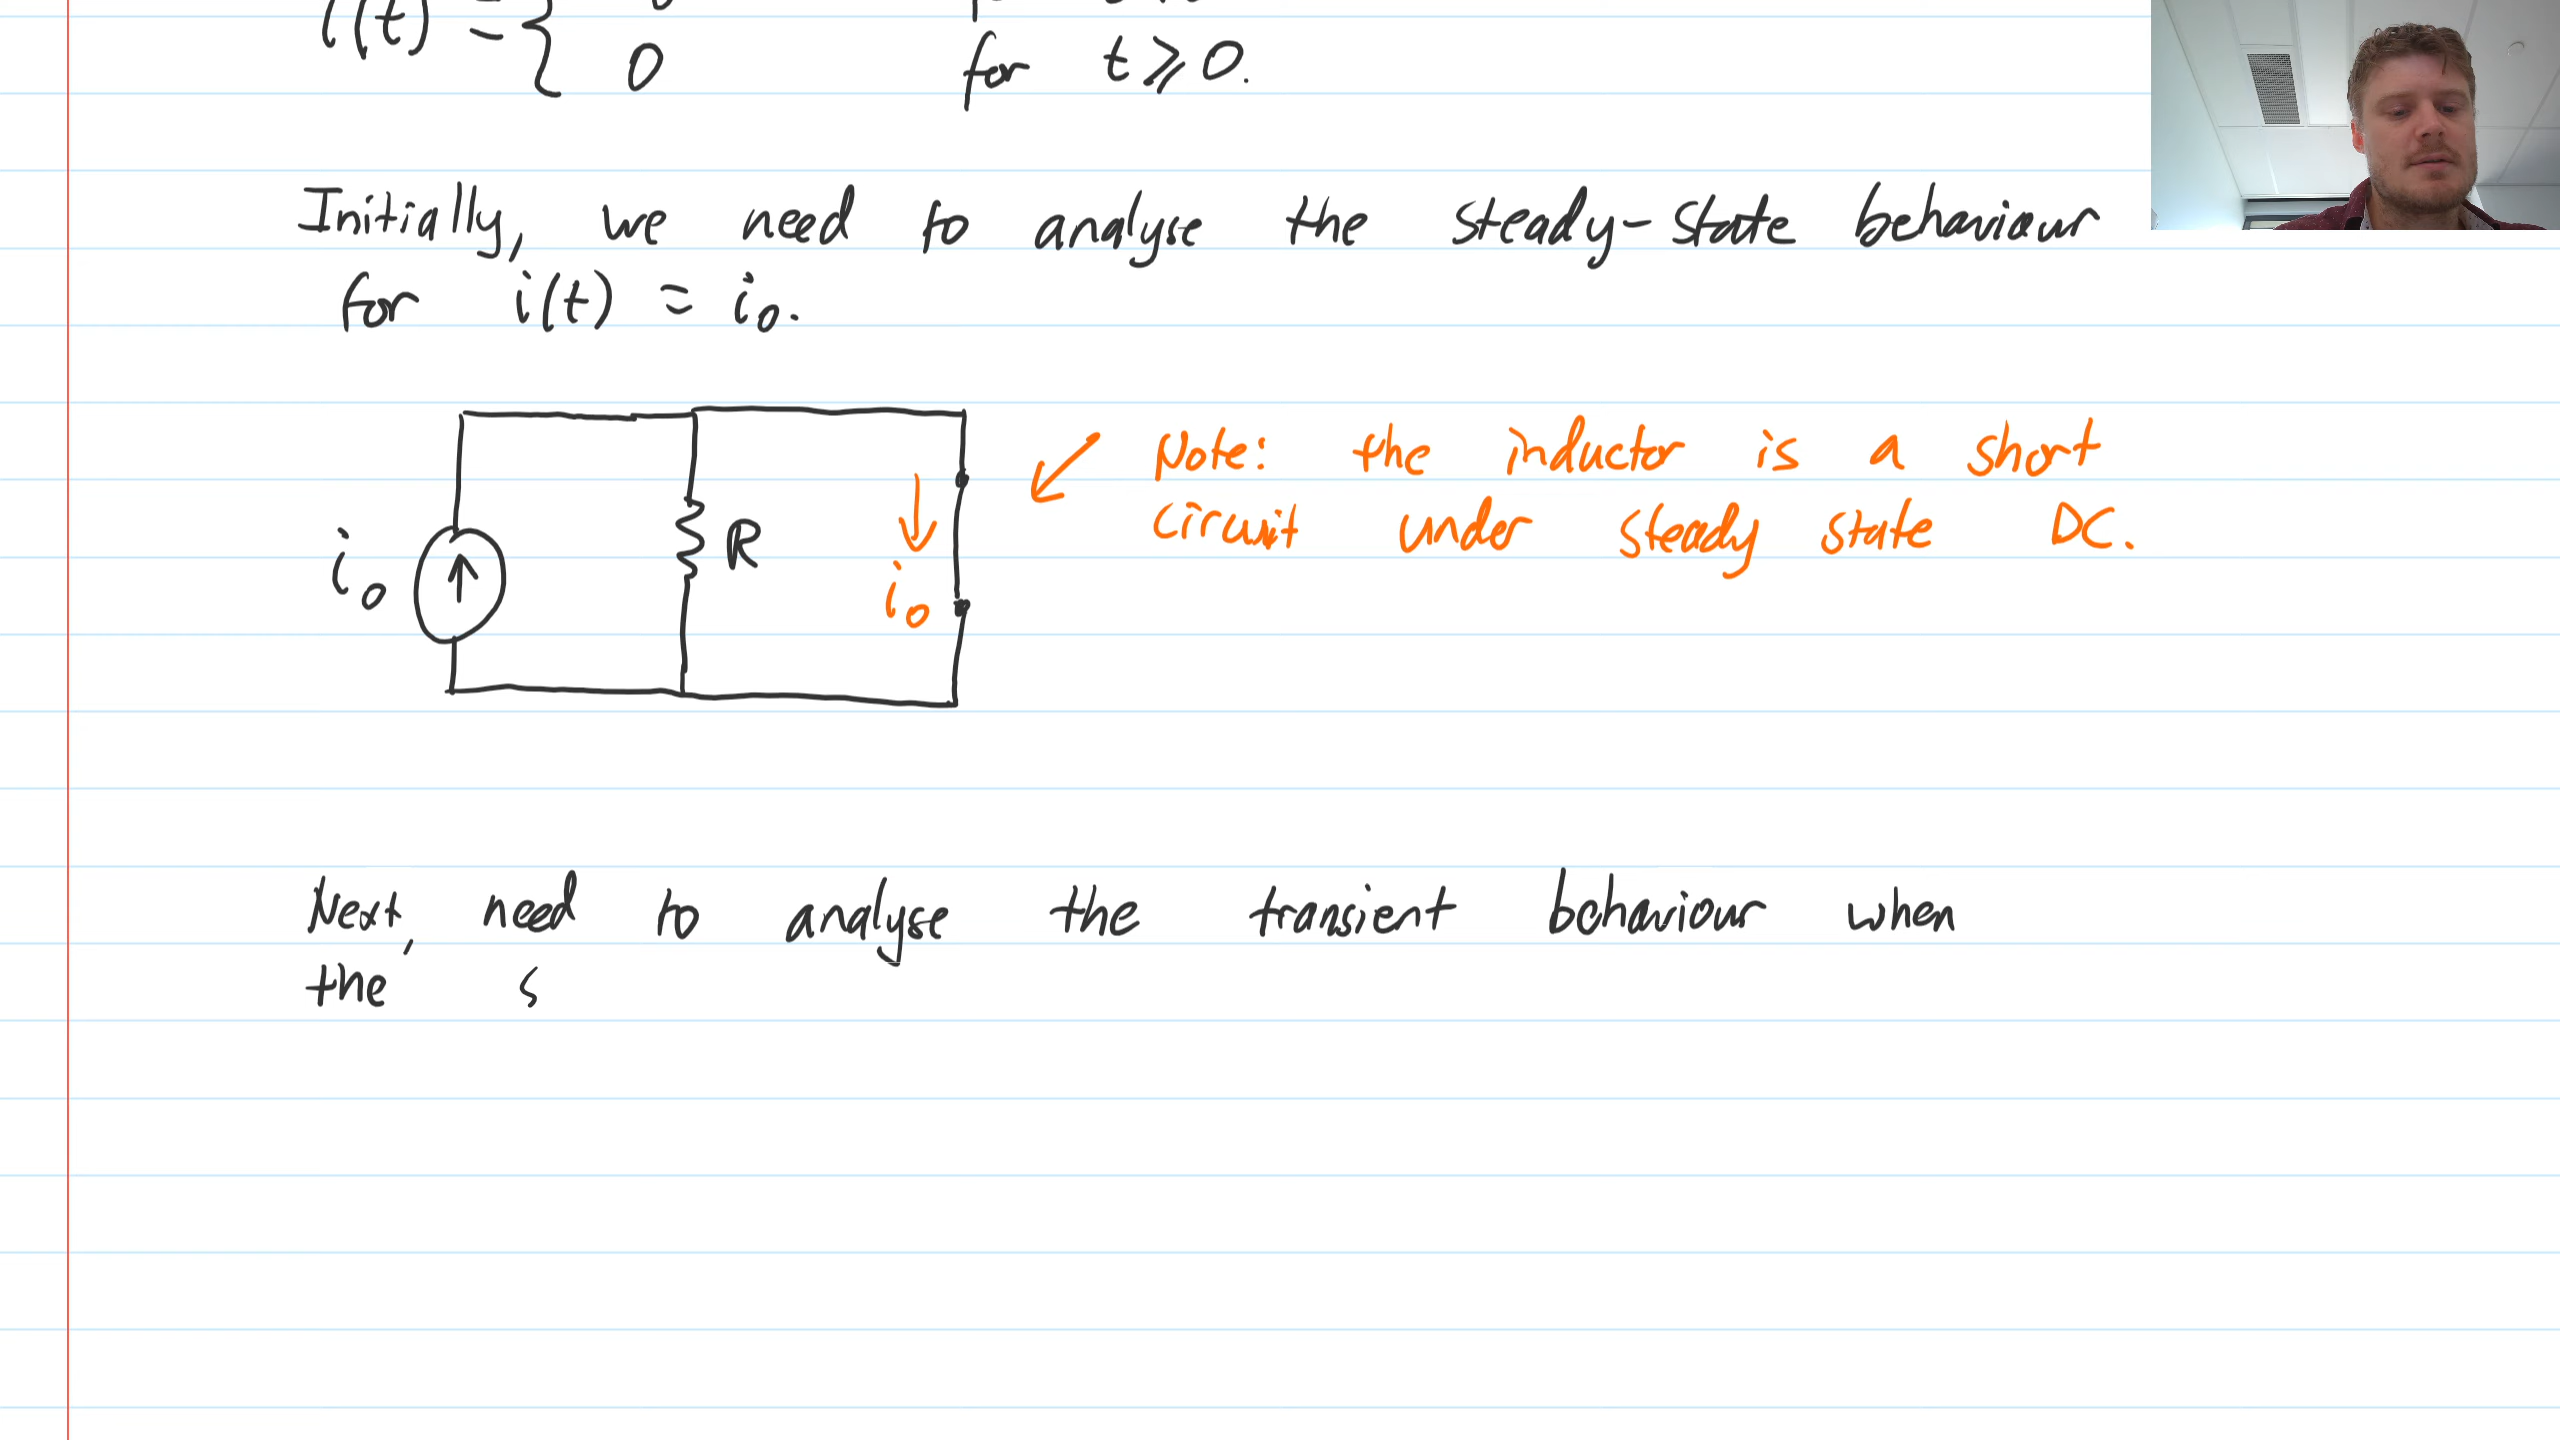 i(t) = {
0 for t ⩾ 0.
Initially, we need to analyse the steady-state behaviour
for i(t) = i₀.
Note: the inductor is a short
circuit under steady state DC.
i₀
R
i₀
Next, need to analyse the transient behaviour when
the s